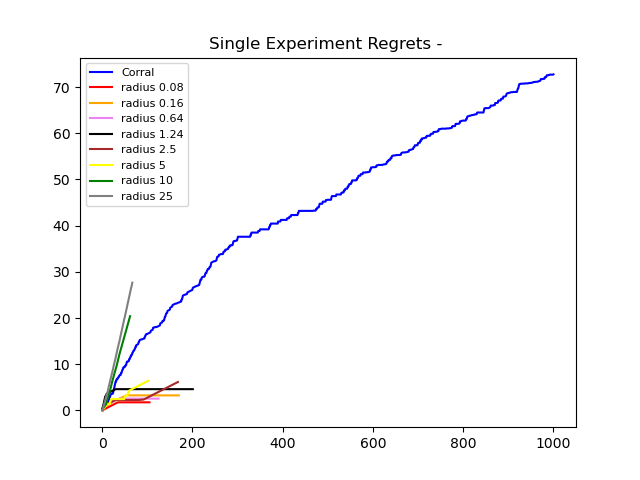 Single Experiment Regrets -
Corral
radius 0.08
radius 0.16
radius 0.64
radius 1.24
radius 2.5
radius 5
radius 10
radius 25
70
60
50
40
30
20
10
0
0 200 400 600 800 1000